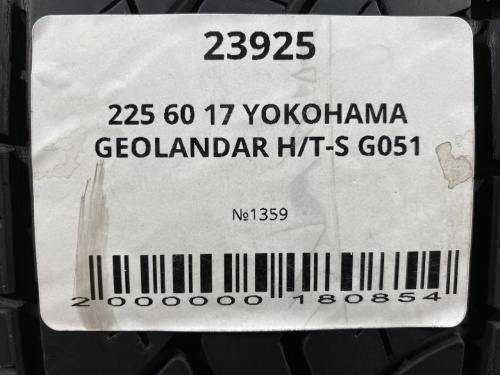 23925
225 60 17 YOKOHAMA
GEOLANDAR H/T-S G051
№1359
2 000000 180854